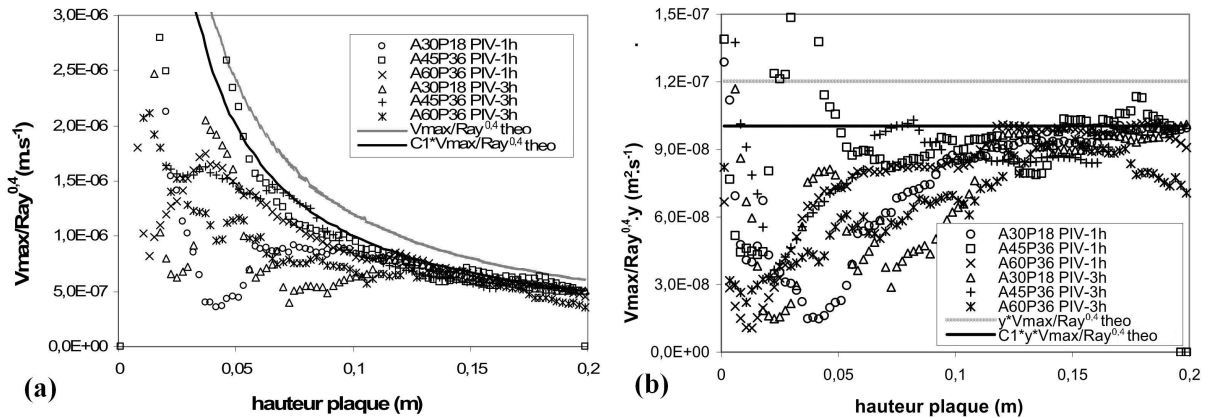 (a)
3,0E-06
2,5E-06
2,0E-06
1,5E-06
1,0E-06
5,0E-07
0,0E+00
Vmax/Ray^0,4 (ms^-1)
A30P18 PIV-1h
A45P36 PIV-1h
A60P36 PIV-1h
A30P18 PIV-3h
A45P36 PIV-3h
A60P36 PIV-3h
Vmax/Ray^0,4 theo
C1*Vmax/Ray^0,4 theo
0
0,05
0,1
0,15
0,2
hauteur plaque (m)
(b)
1,5E-07
1,2E-07
9,0E-08
6,0E-08
3,0E-08
0,0E+00
Vmax/Ray^0,4.y (m².s^-1)
A30P18 PIV-1h
A45P36 PIV-1h
A60P36 PIV-1h
A30P18 PIV-3h
A45P36 PIV-3h
A60P36 PIV-3h
y*Vmax/Ray^0,4 theo
C1*y*Vmax/Ray^0,4 theo
0
0,05
0,1
0,15
0,2
hauteur plaque (m)